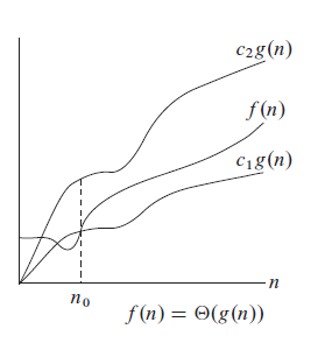 c₂g(n)
f(n)
c₁g(n)
n
n₀
f(n) = Θ(g(n))